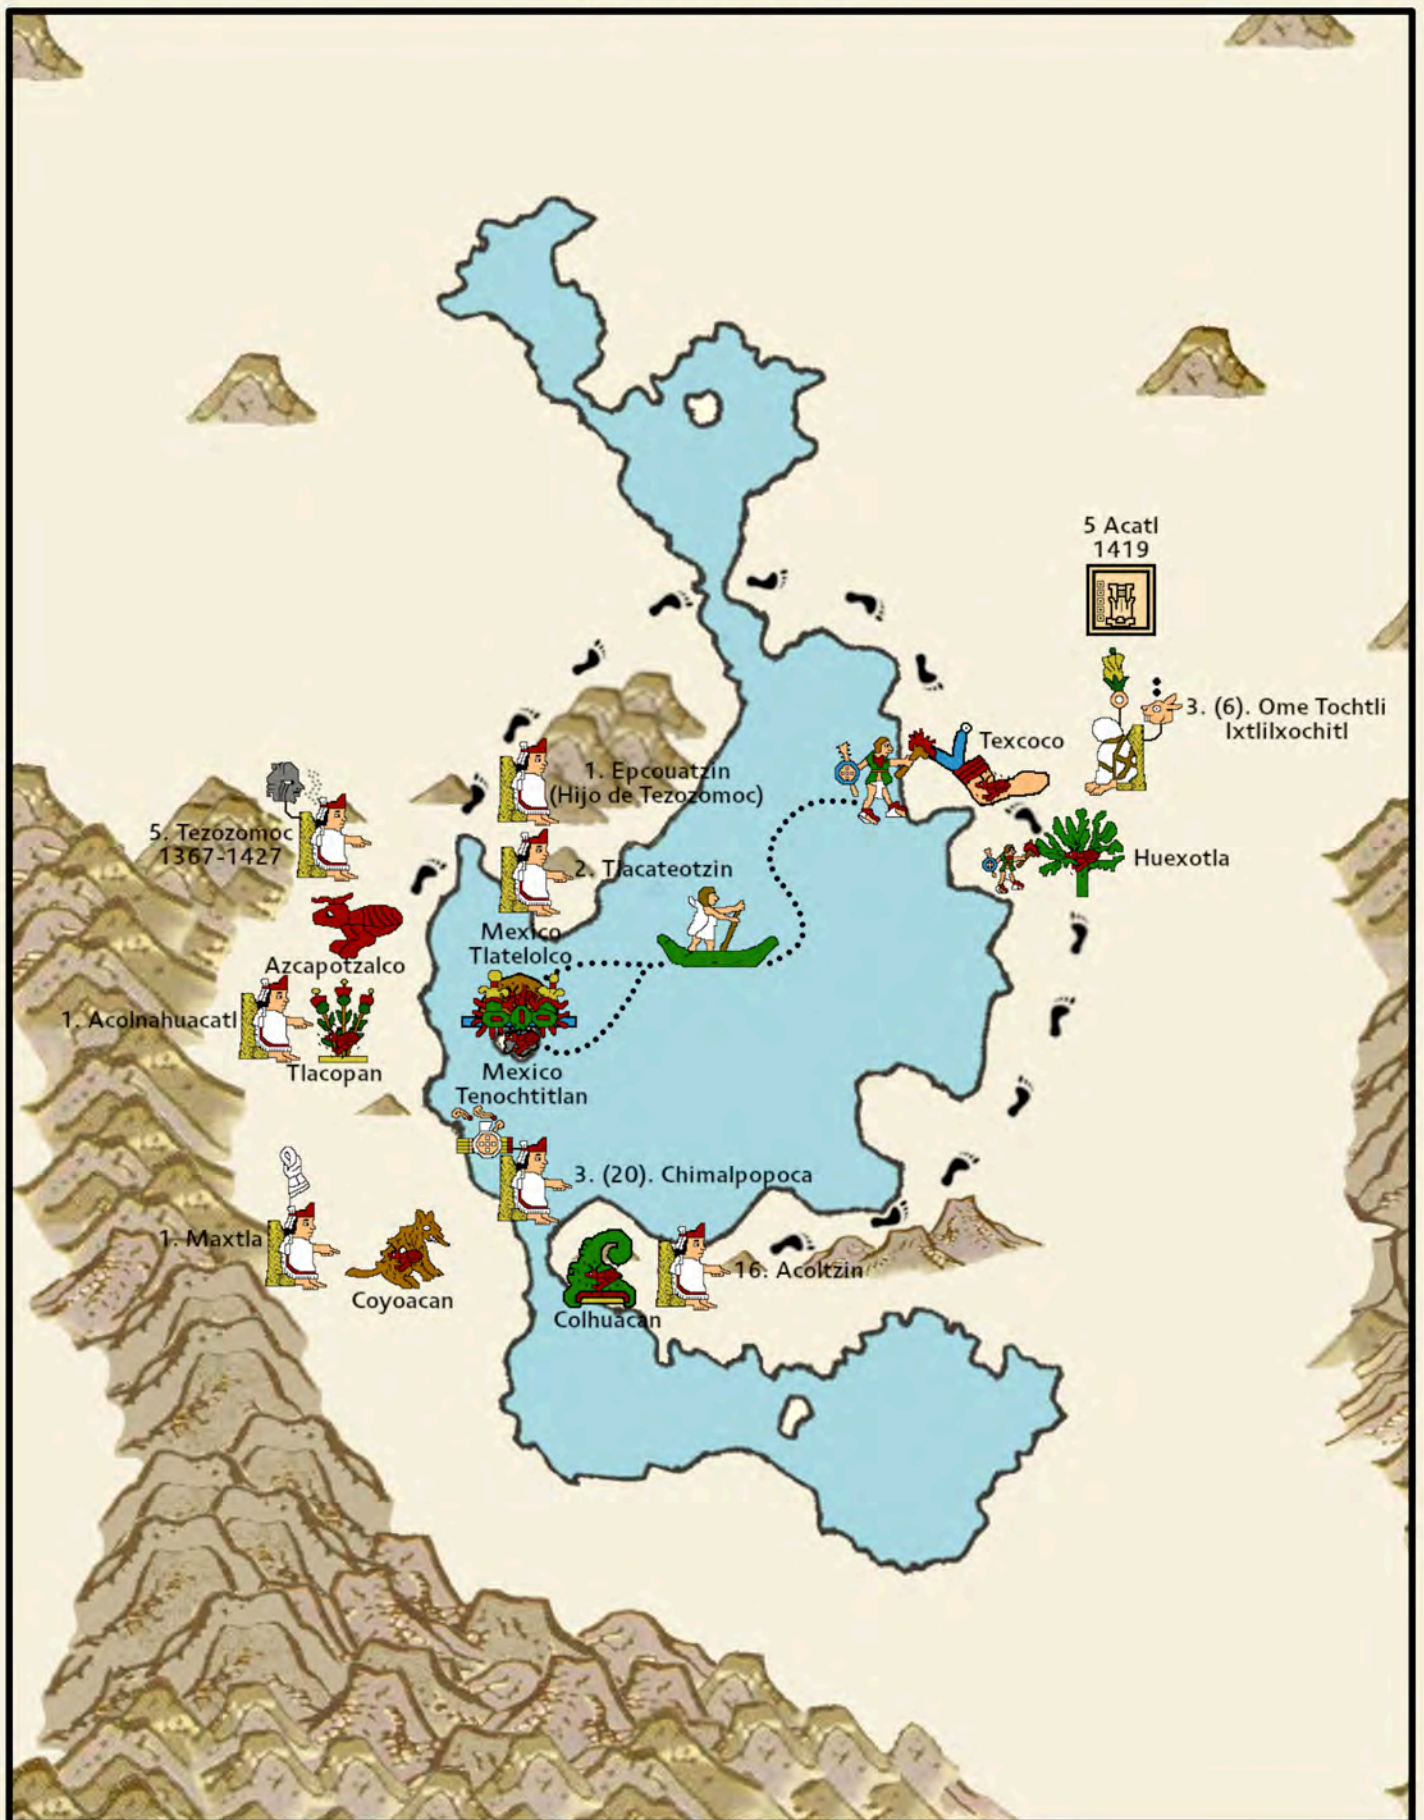 5 Acatl
1419
3. (6). Ome Tochtli
Ixtlilxochitl
Texcoco
1. Epcouatzin
(Hijo de Tezozomoc)
5. Tezozomoc
1367-1427
Huexotla
2. Tlacateotzin
Mexico
Tlatelolco
Azcapotzalco
1. Acolnahuacatl
Tlacopan
Mexico
Tenochtitlan
3. (20). Chimalpopoca
1. Maxtla
16. Acoltzin
Coyoacan
Colhuacan